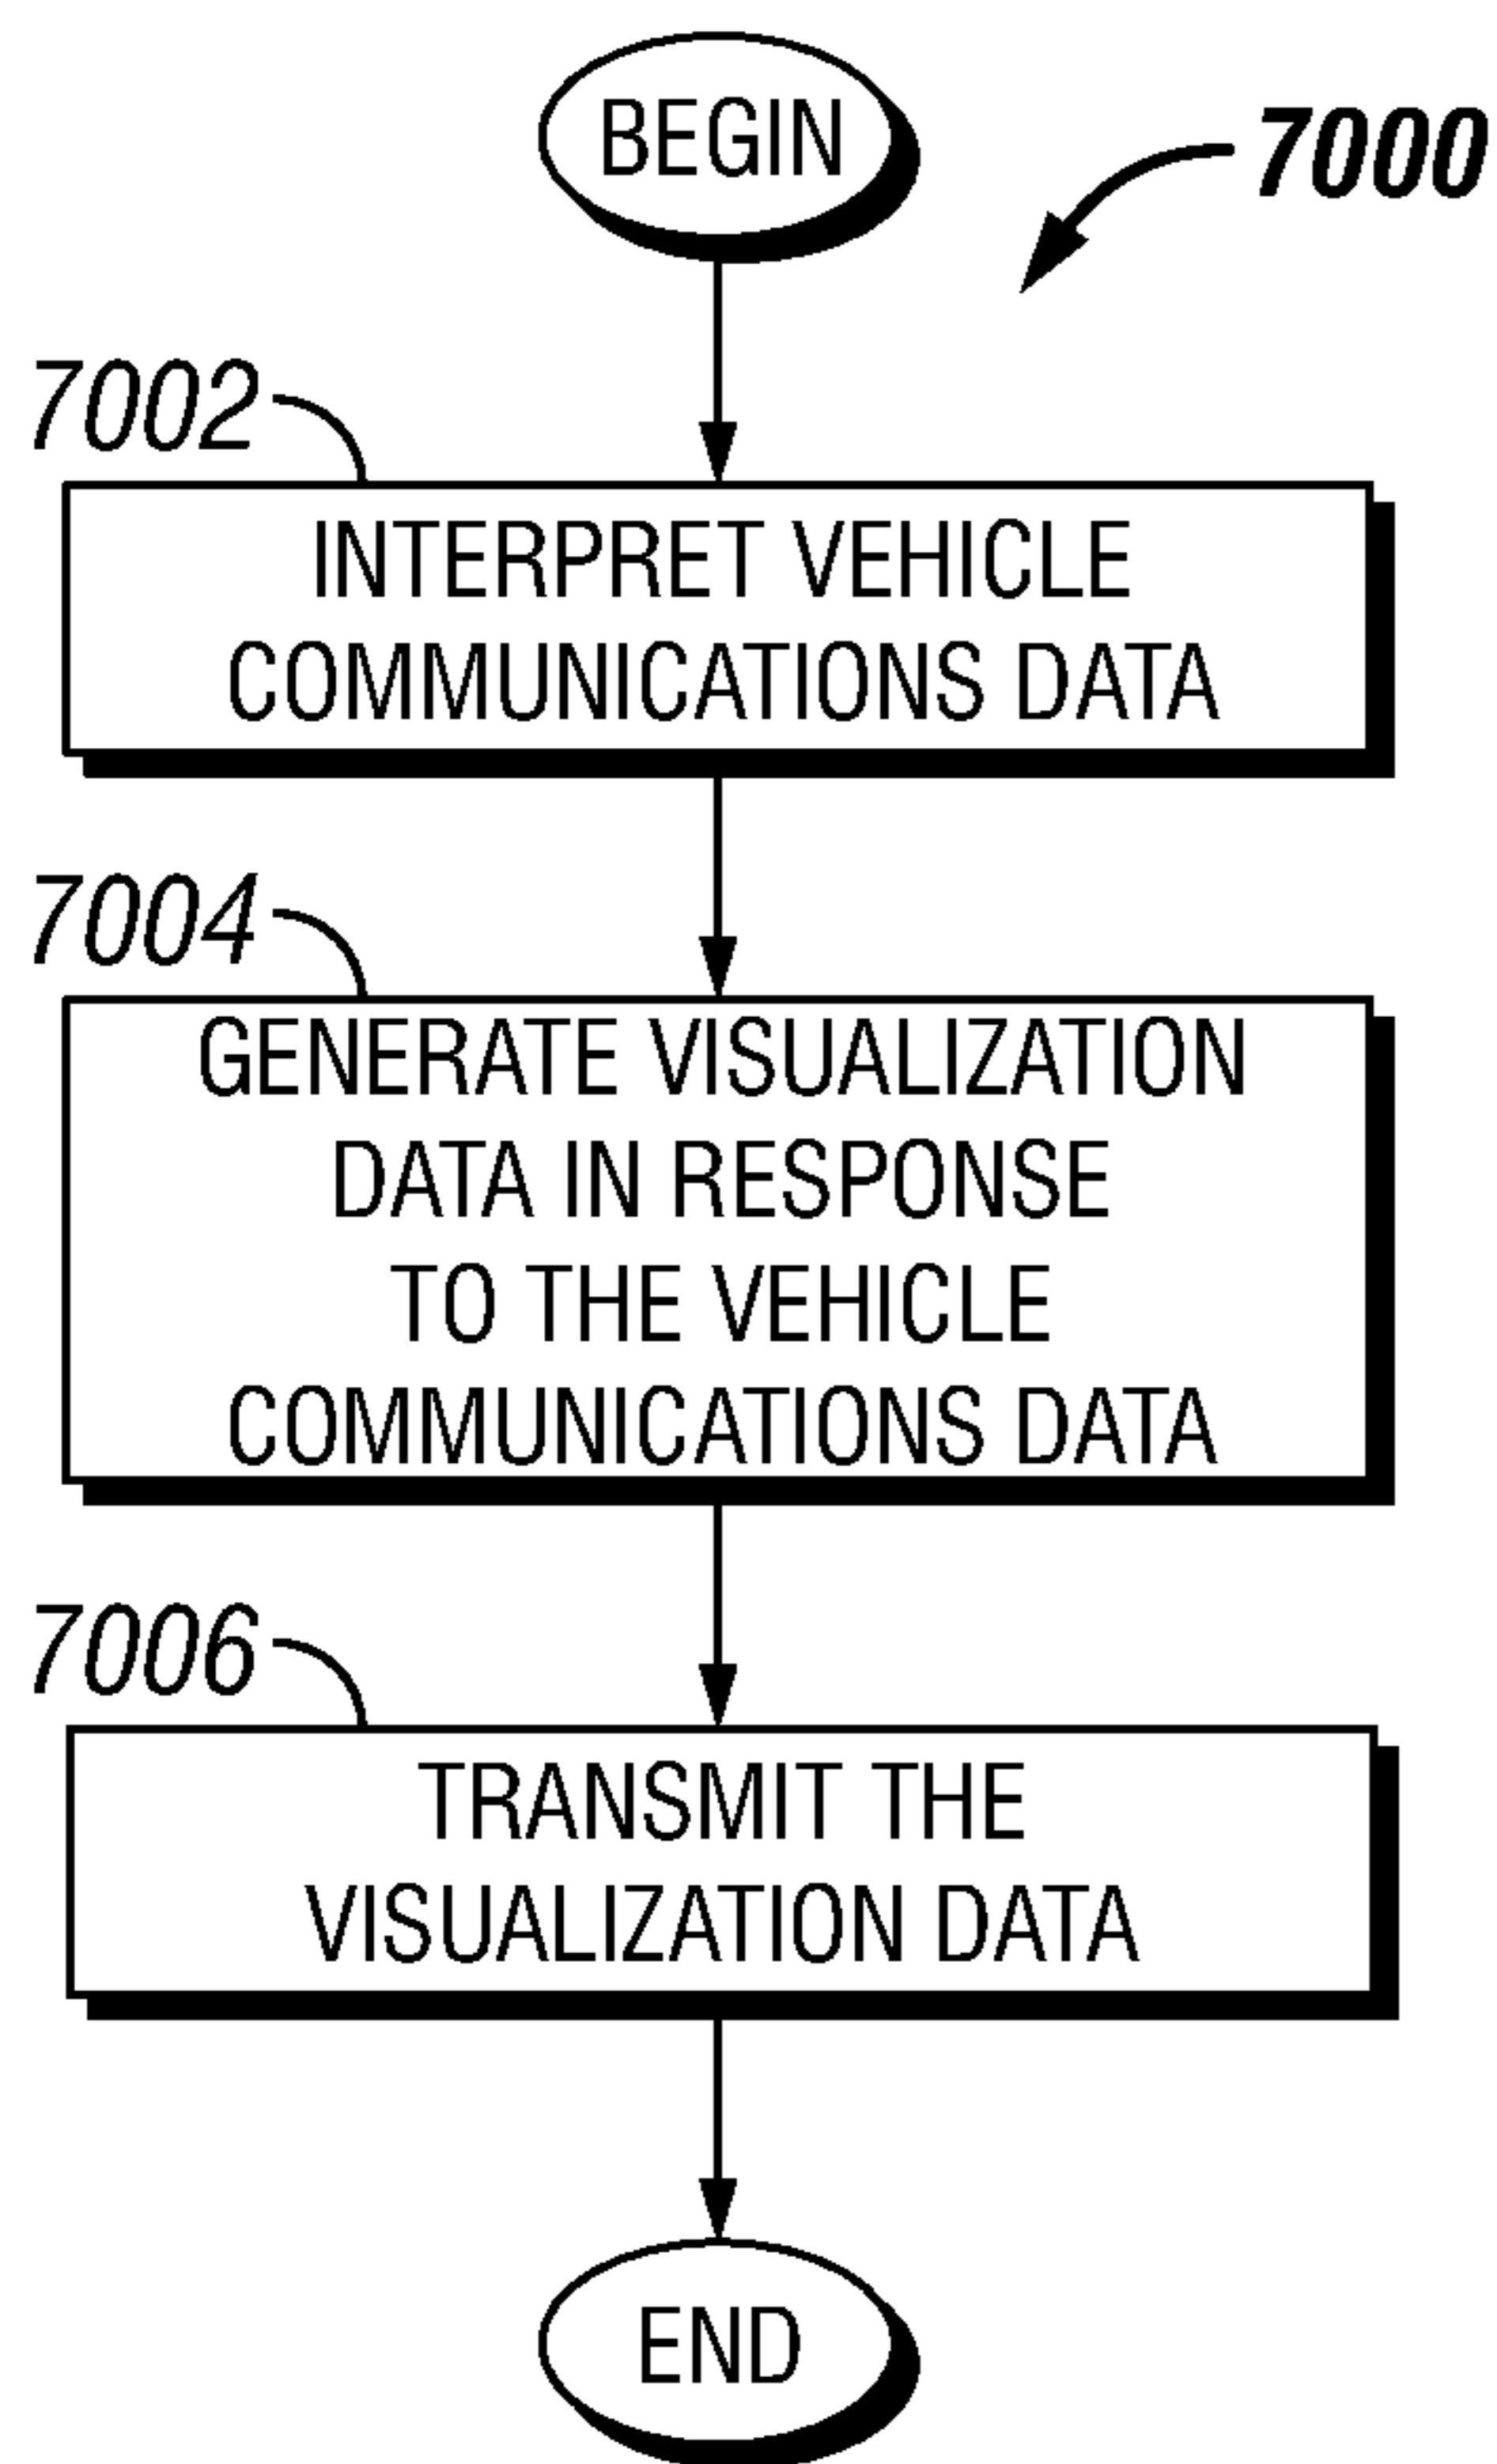 BEGIN
7000
7002
INTERPRET VEHICLE
COMMUNICATIONS DATA
7004
GENERATE VISUALIZATION
DATA IN RESPONSE
TO THE VEHICLE
COMMUNICATIONS DATA
7006
TRANSMIT THE
VISUALIZATION DATA
END